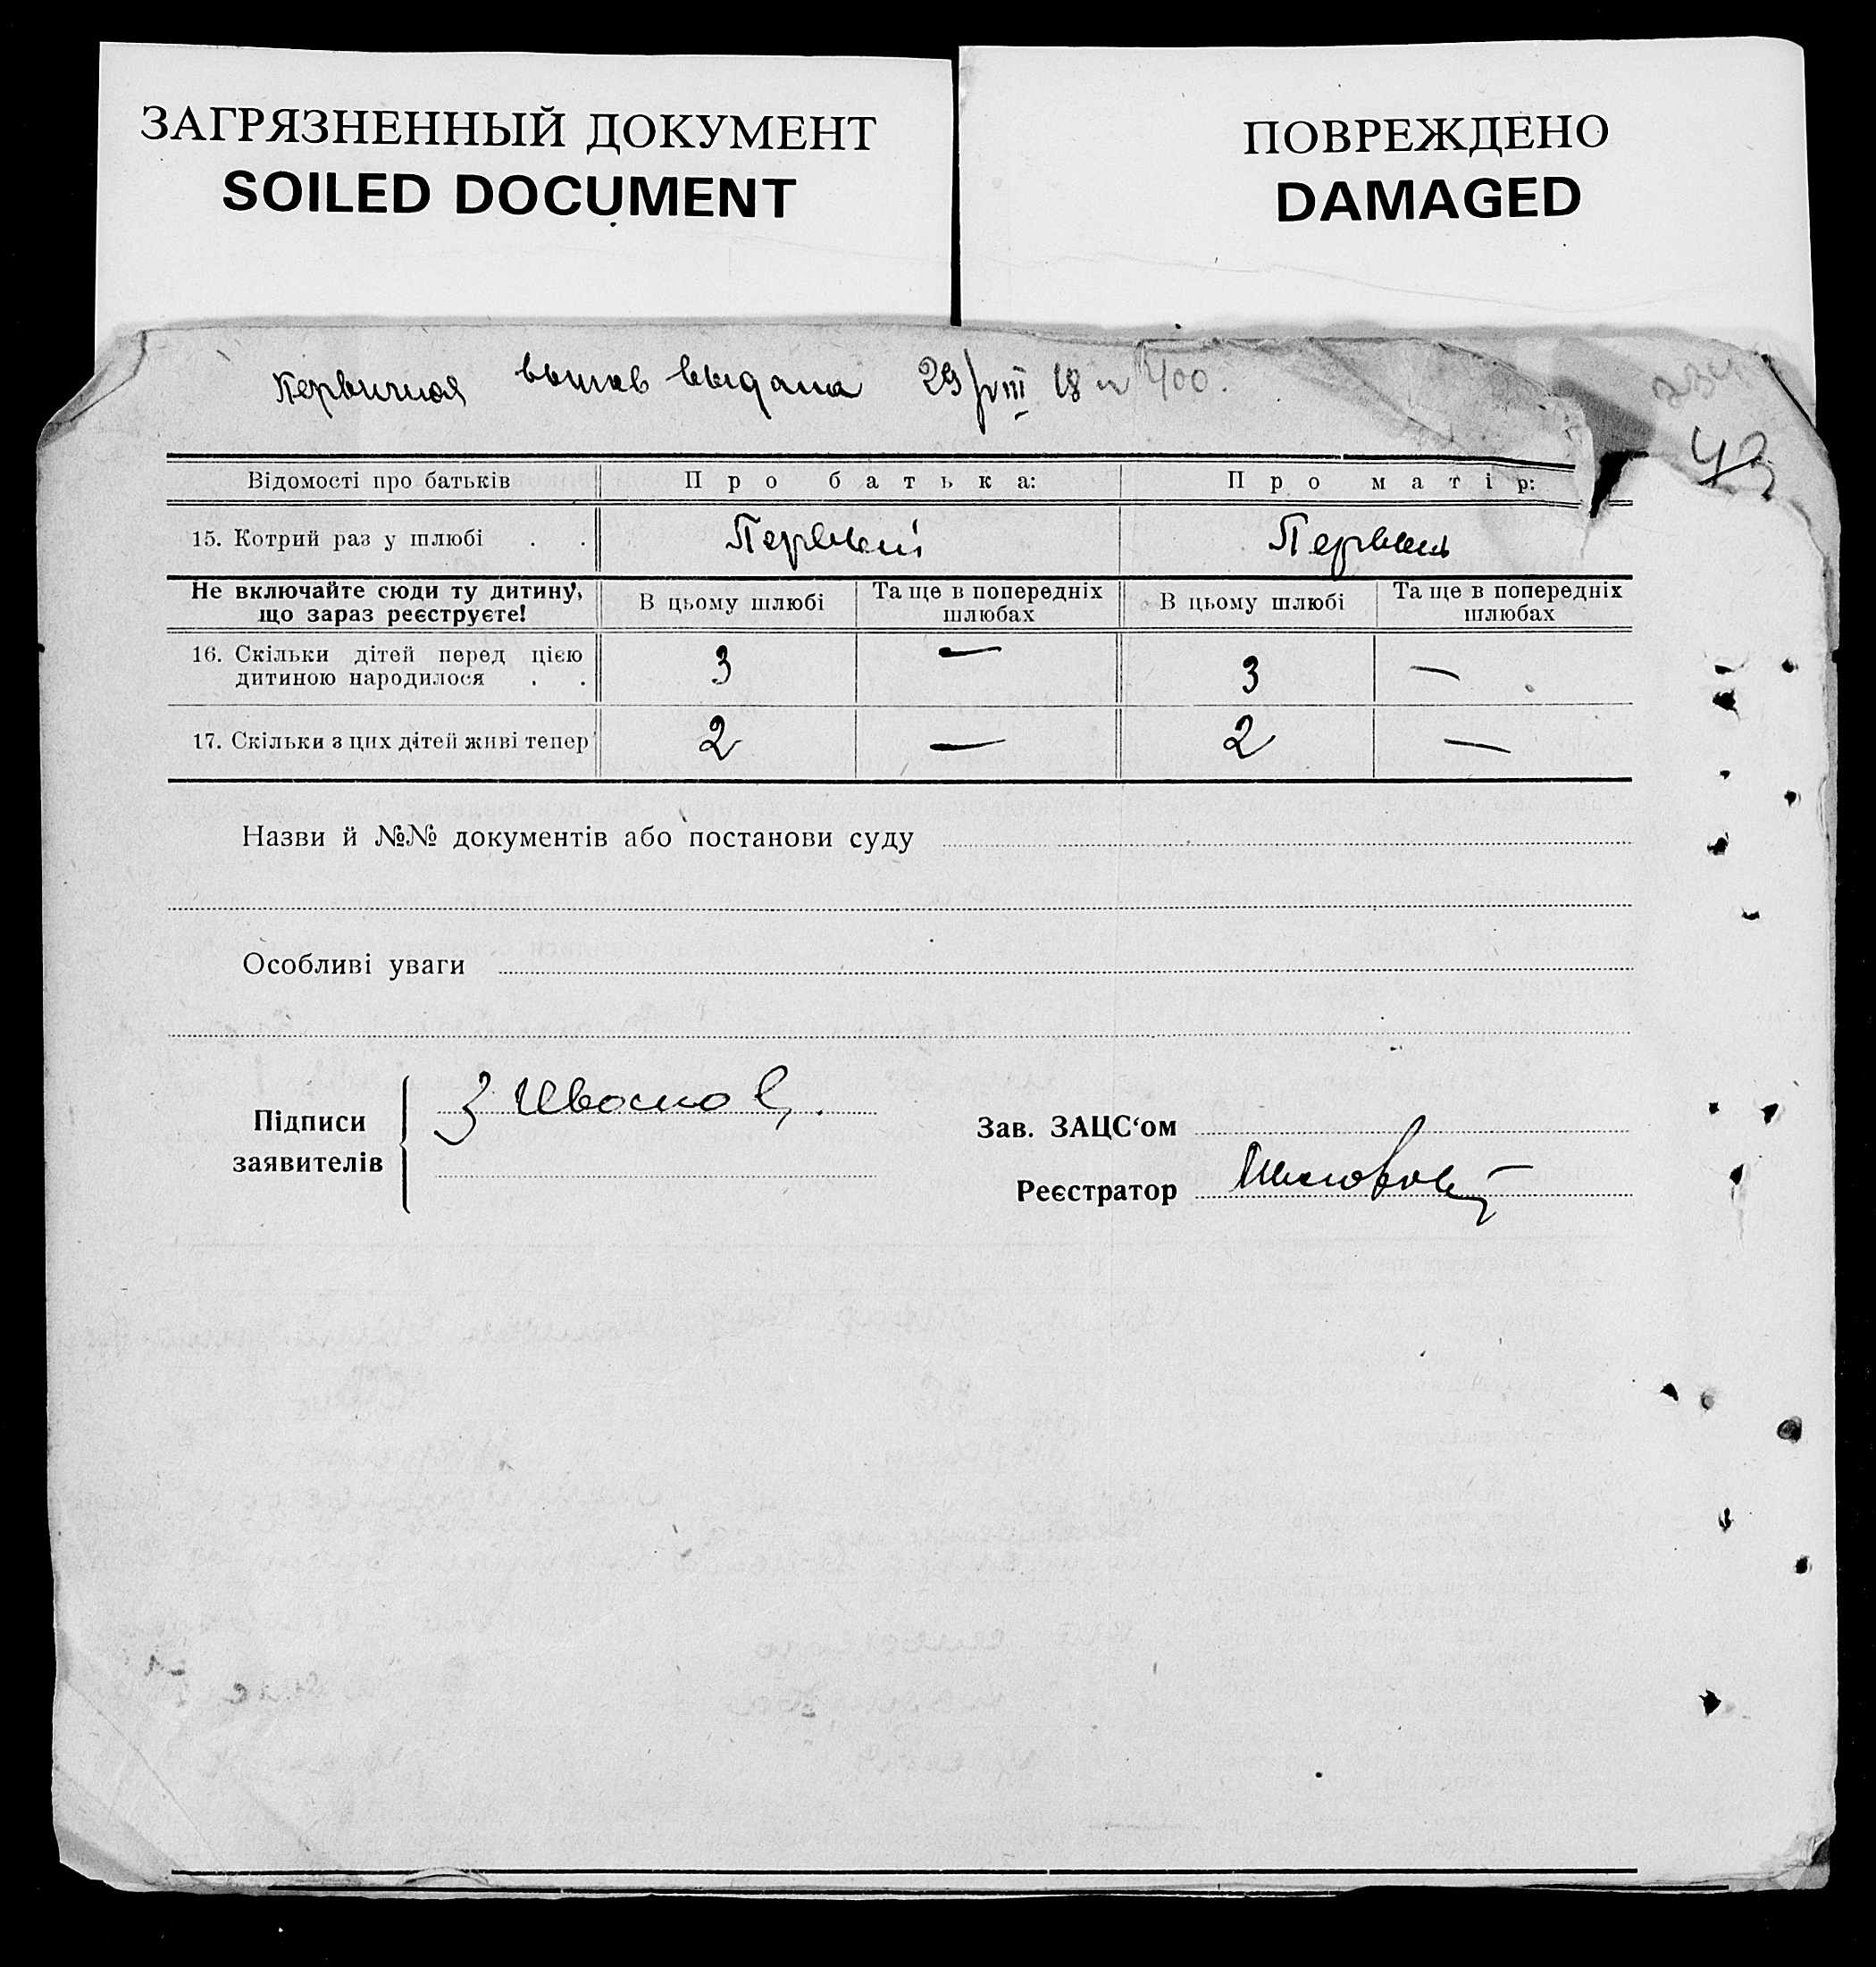 ЗАГРЯЗНЕННЫЙ ДОКУМЕНТ
SOILED DOCUMENT
ПОВРЕЖДЕНО
DAMAGED
Первичная выдана 29/VIII 400.
Відомості про батьків Про батька: Про матір:
15. Котрий раз у шлюбі . . Первый Первый
Не включайте сюди ту дитину,
що зараз реєструєте!
В цьому шлюбі
Та ще в попередніх
шлюбах
В цьому шлюбі
Та ще в попередніх
шлюбах
16. Скільки дітей перед цією
дитиною народилося . . 3 — 3 —
17. Скільки з цих дітей живі тепер 2 — 2 —
Назви й №№ документів або постанови суду
Особливі уваги
Підписи
заявителів
Зав. ЗАЦС‘ом
Реєстратор